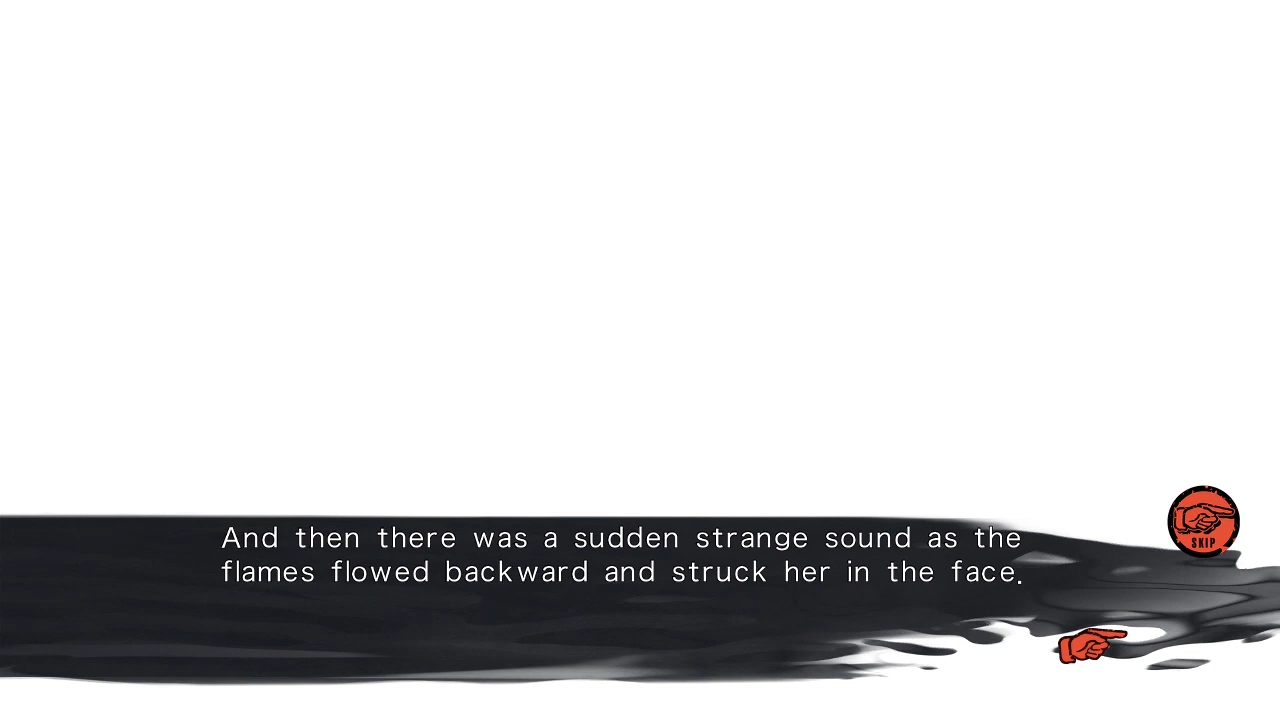 And then there was a sudden strange sound as the
flames flowed backward and struck her in the face.
SKIP